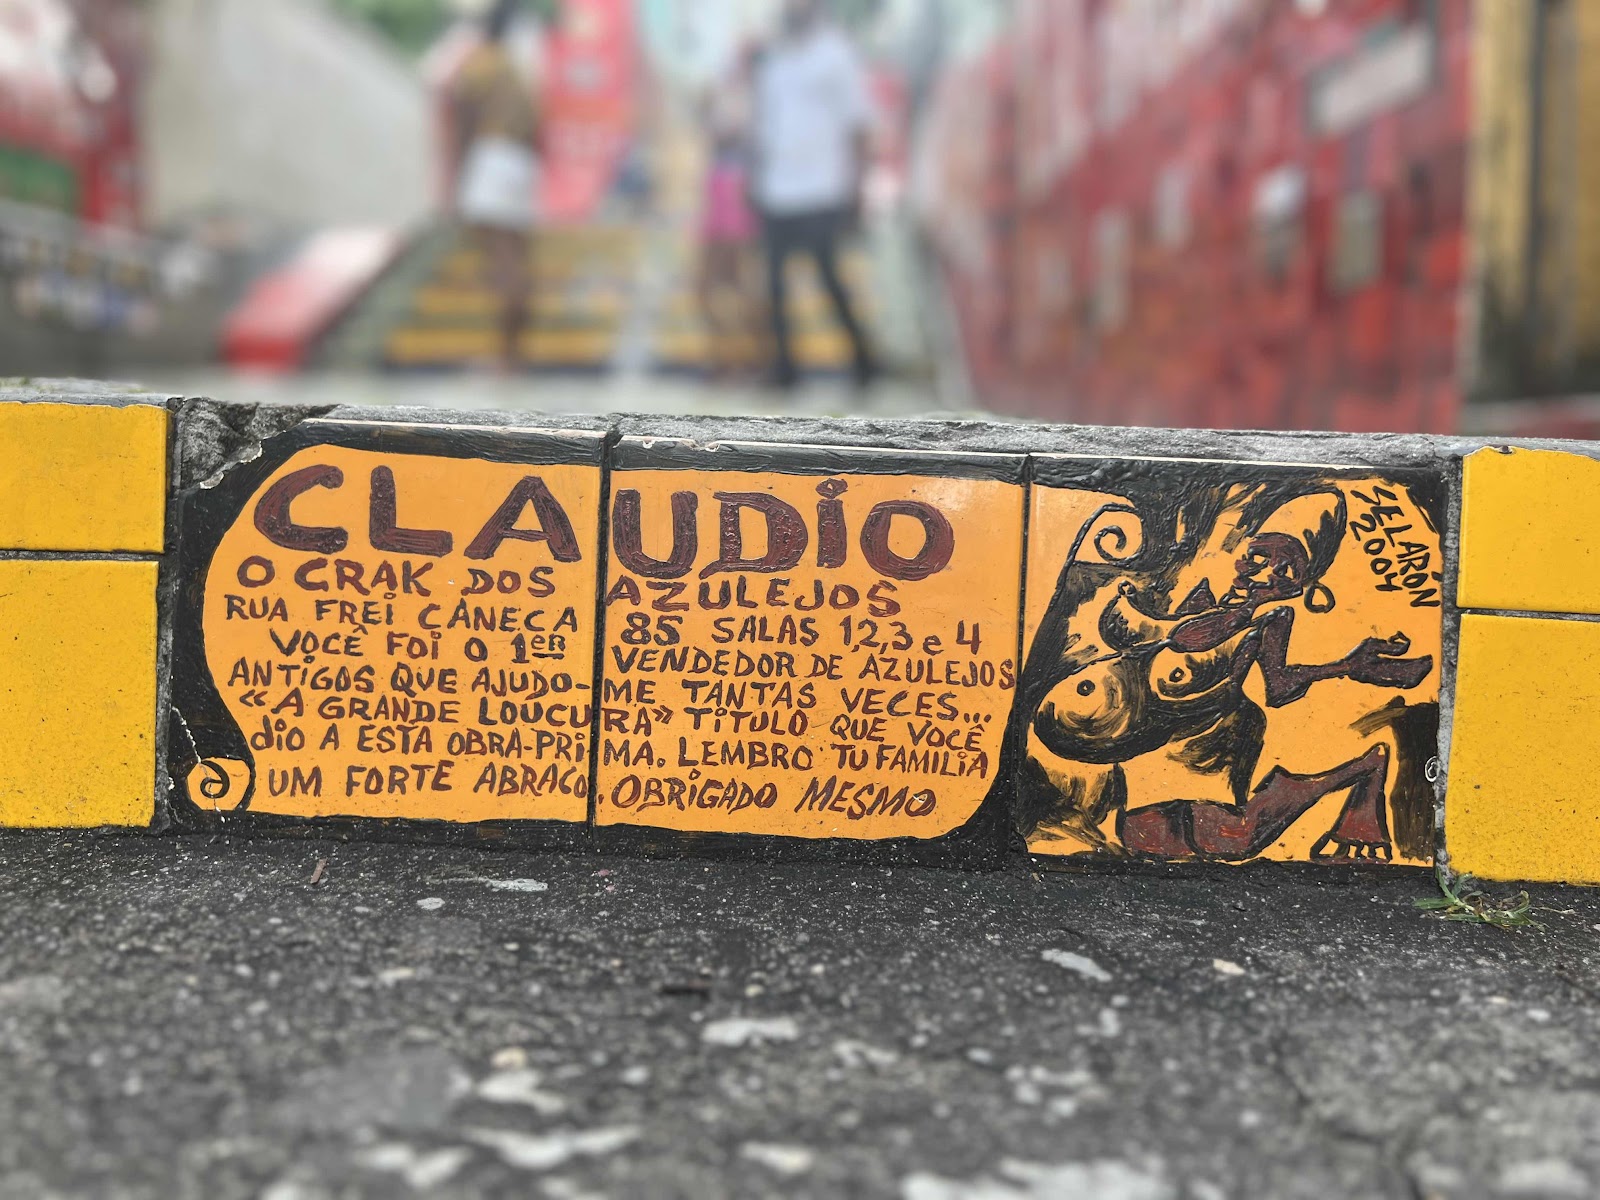 CLAUDIO
O CRAK DOS AZULEJOS
RUA FREI CANECA 85 SALAS 1,2,3 e 4
VOCÊ FOI O 1ER VENDEDOR DE AZULEJOS
ANTIGOS QUE AJUDO-ME TANTAS VECES...
«A GRANDE LOUCURA» TITULO QUE VOCÊ
dIO A ESTA OBRA-PRIMA. LEMBRO TU FAMILIA
UM FORTE ABRACO. OBRIGADO MESMO
SELARÓN
2004